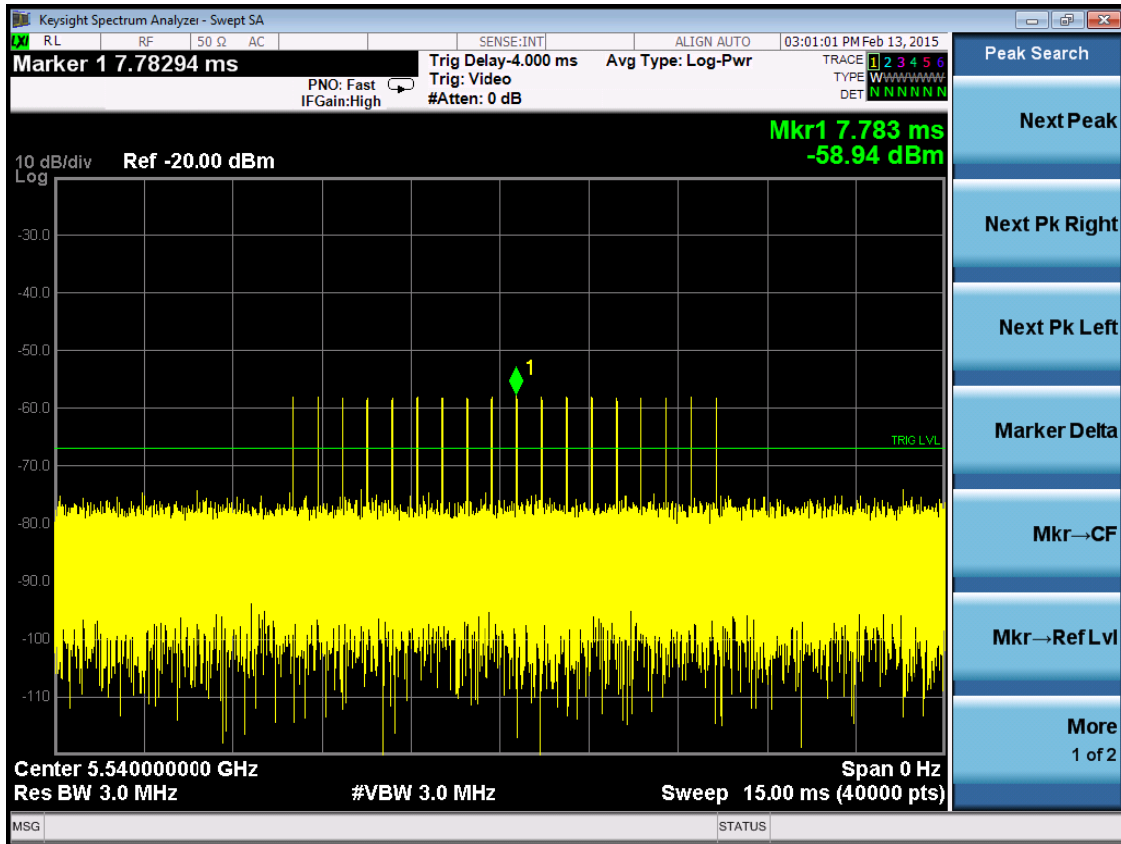 Keysight Spectrum Analyzer - Swept SA
LXI RL RF 50 Ω AC SENSE:INT ALIGN AUTO 03:01:01 PM Feb 13, 2015
Marker 1 7.78294 ms
PNO: Fast
IFGain:High
Trig Delay-4.000 ms
Trig: Video
#Atten: 0 dB
Avg Type: Log-Pwr
TRACE 1 2 3 4 5 6
TYPE WWWWWW
DET N N N N N N
Mkr1 7.783 ms
-58.94 dBm
10 dB/div Ref -20.00 dBm
Log
-30.0
-40.0
-50.0
1
-60.0
TRIG LVL
-70.0
-80.0
-90.0
-100
-110
Center 5.540000000 GHz Span 0 Hz
Res BW 3.0 MHz #VBW 3.0 MHz Sweep 15.00 ms (40000 pts)
MSG STATUS
Peak Search
Next Peak
Next Pk Right
Next Pk Left
Marker Delta
Mkr→CF
Mkr→Ref Lvl
More
1 of 2